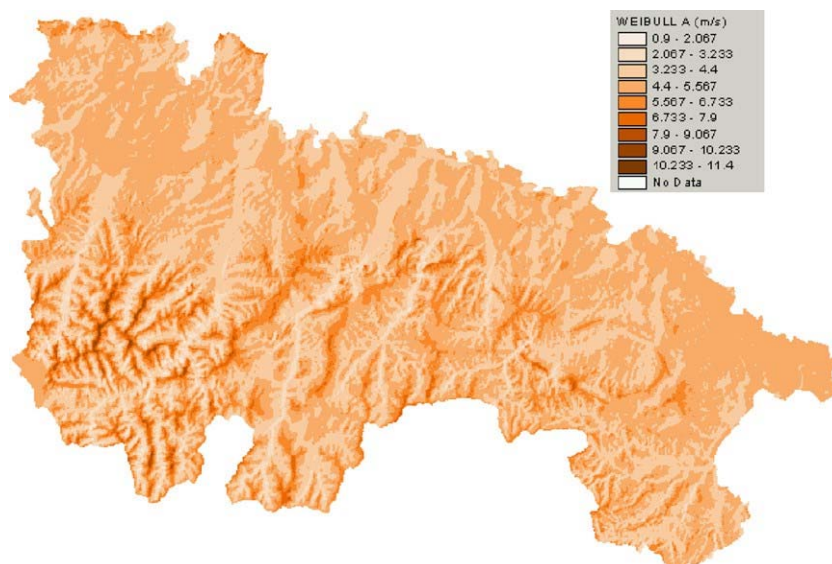 WEIBULL A (m/s)
0.9 - 2.067
2.067 - 3.233
3.233 - 4.4
4.4 - 5.567
5.567 - 6.733
6.733 - 7.9
7.9 - 9.067
9.067 - 10.233
10.233 - 11.4
No Data